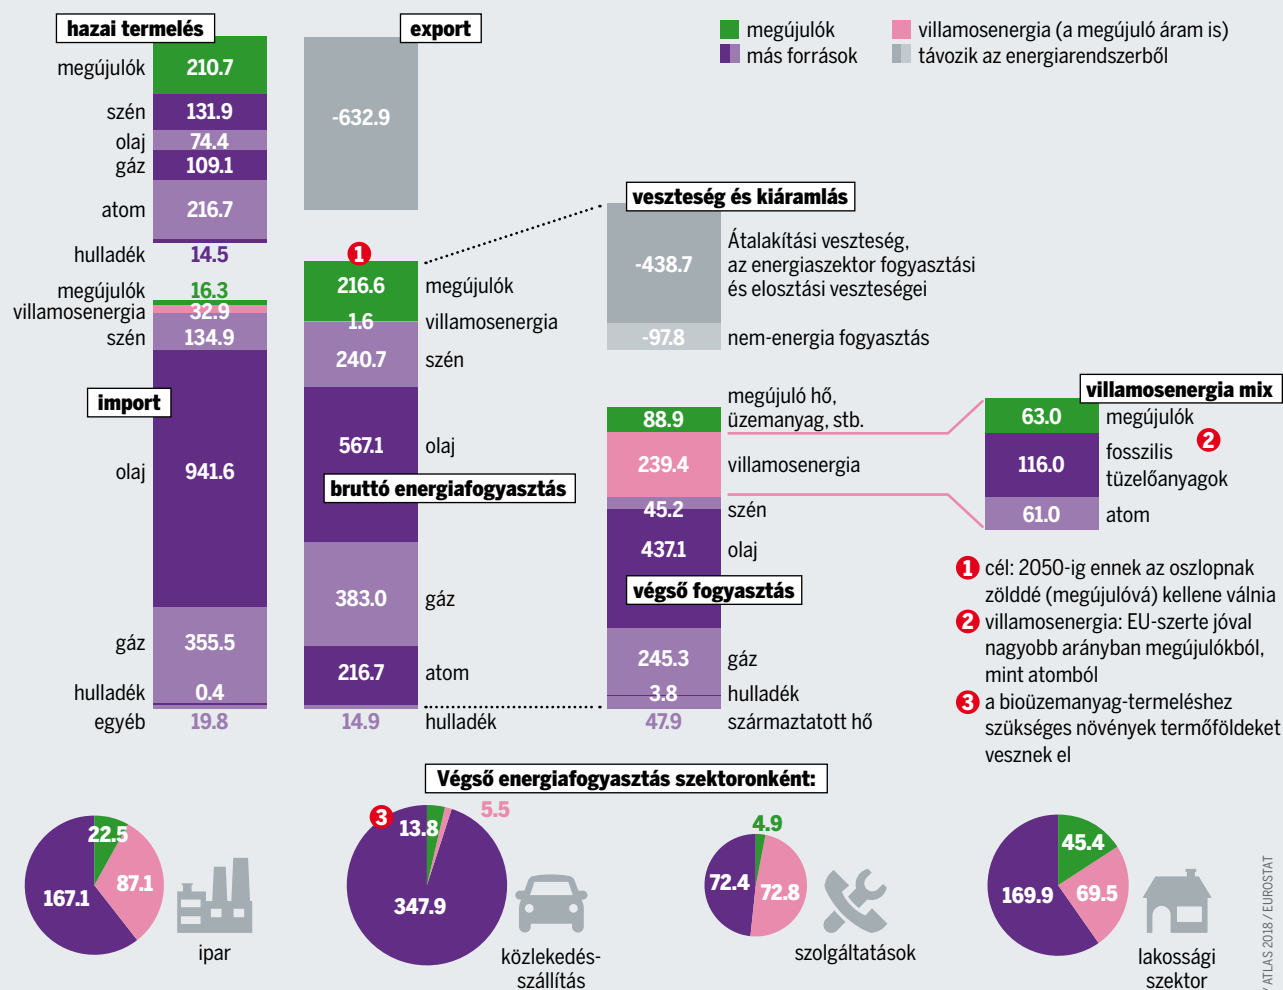 hazai termelés
export
megújulók
más források
villamosenergia (a megújuló áram is)
távozik az energiarendszerből
megújulók
210.7
szén
131.9
olaj
74.4
gáz
109.1
atom
216.7
hulladék
14.5
-632.9
import
megújulók
16.3
villamosenergia
32.9
szén
134.9
olaj
941.6
gáz
355.5
hulladék
0.4
egyéb
19.8
1
bruttó energiafogyasztás
216.6
megújulók
1.6
villamosenergia
240.7
szén
567.1
olaj
383.0
gáz
216.7
atom
14.9
hulladék
veszteség és kiáramlás
-438.7
Átalakítási veszteség,
az energiaszektor fogyasztási
és elosztási veszteségei
-97.8
nem-energia fogyasztás
végső fogyasztás
88.9
megújuló hő,
üzemanyag, stb.
239.4
villamosenergia
45.2
szén
437.1
olaj
245.3
gáz
3.8
hulladék
47.9
származtatott hő
villamosenergia mix
63.0
megújulók
116.0
fosszilis
tüzelőanyagok
2
61.0
atom
1 cél: 2050-ig ennek az oszlopnak
zölddé (megújulóvá) kellene válnia
2 villamosenergia: EU-szerte jóval
nagyobb arányban megújulókból,
mint atomból
3 a bioüzemanyag-termeléshez
szükséges növények termőföldeket
vesznek el
Végső energiafogyasztás szektoronként:
22.5
87.1
167.1
ipar
3
13.8
5.5
347.9
közlekedés-
szállítás
4.9
72.8
72.4
szolgáltatások
45.4
69.5
169.9
lakossági
szektor
ATLAS 2018 / EUROSTAT